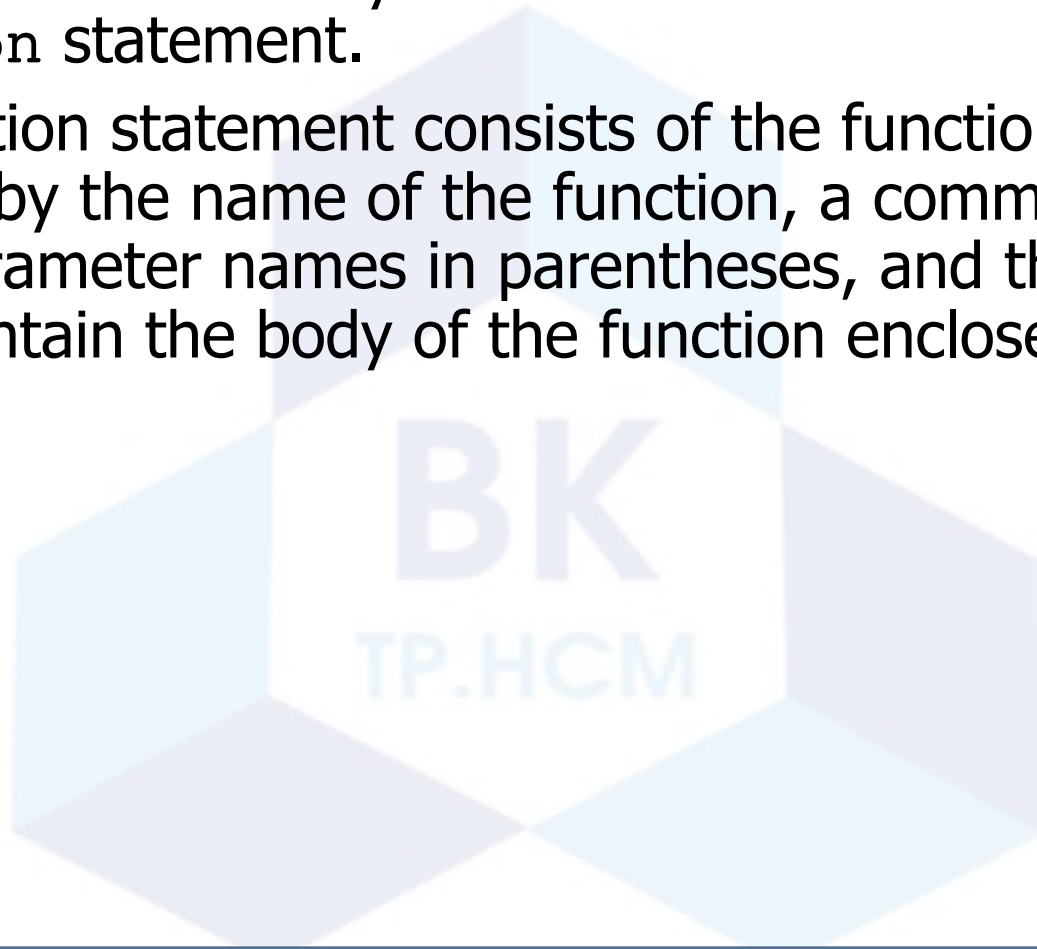 n statement.
tion statement consists of the functio
by the name of the function, a comm
rameter names in parentheses, and th
ntain the body of the function enclose
BK
TP.HCM